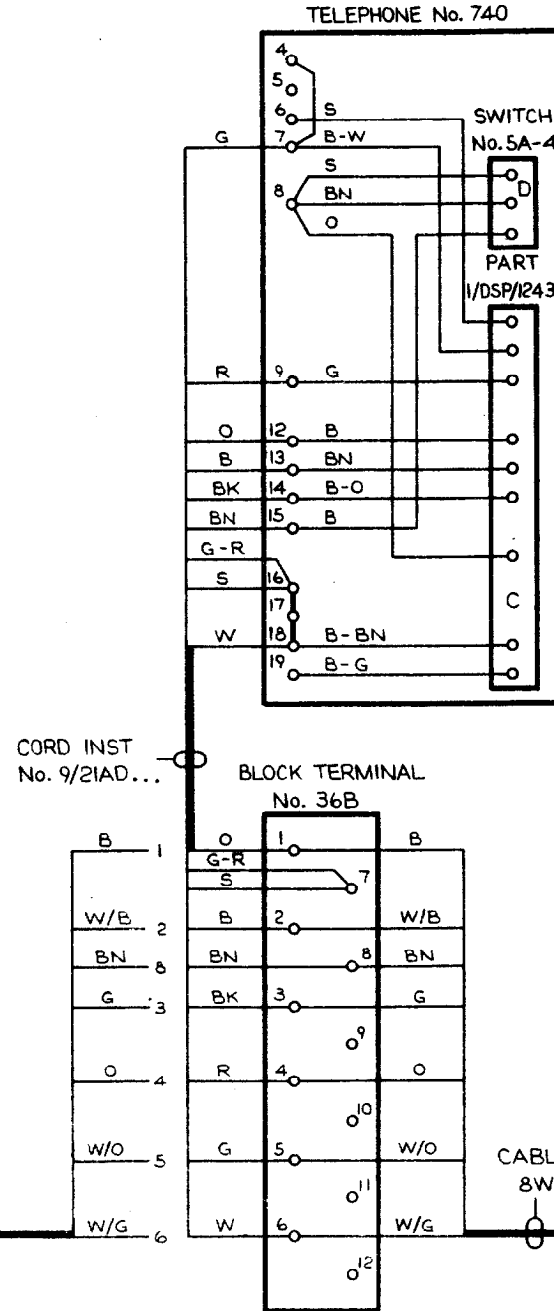 TELEPHONE No. 740
4
5
6 S
SWITCH
No. 5A-4
G 7 B-W
S
8 BN D
O
PART
1/DSP/1243
R 9 G
O 12 B
B 13 BN
BK 14 B-O
BN 15 B
G-R
S 16
17
C
W 18 B-BN
19 B-G
CORD INST
No. 9/21AD...
BLOCK TERMINAL
No. 36B
B 1 O 1 B
G-R
S 7
W/B 2 B 2 W/B
BN 8 BN 8 BN
G 3 BK 3 G
9
O 4 R 4 O
10
W/O 5 G 5 W/O
CABL
8W
11
W/G 6 W 6 W/G
12